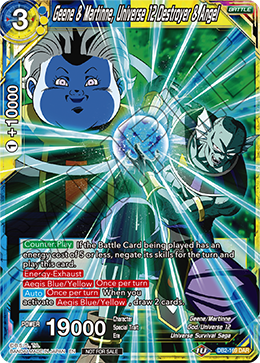 3
Geene & Martinne, Universe 12 Destroyer & Angel
BATTLE
1 +10000
Counter:Play If the Battle Card being played has an
energy cost of 5 or less, negate its skills for the turn and
play this card.
Energy-Exhaust
Aegis Blue/Yellow Once per turn
Auto Once per turn When you
activate Aegis Blue/Yellow, draw 2 cards.
POWER 19000
Character
Geene/Martinne
Special Trait
God/Universe 12
Era
Universe Survival Saga
NOT FOR SALE
DAR